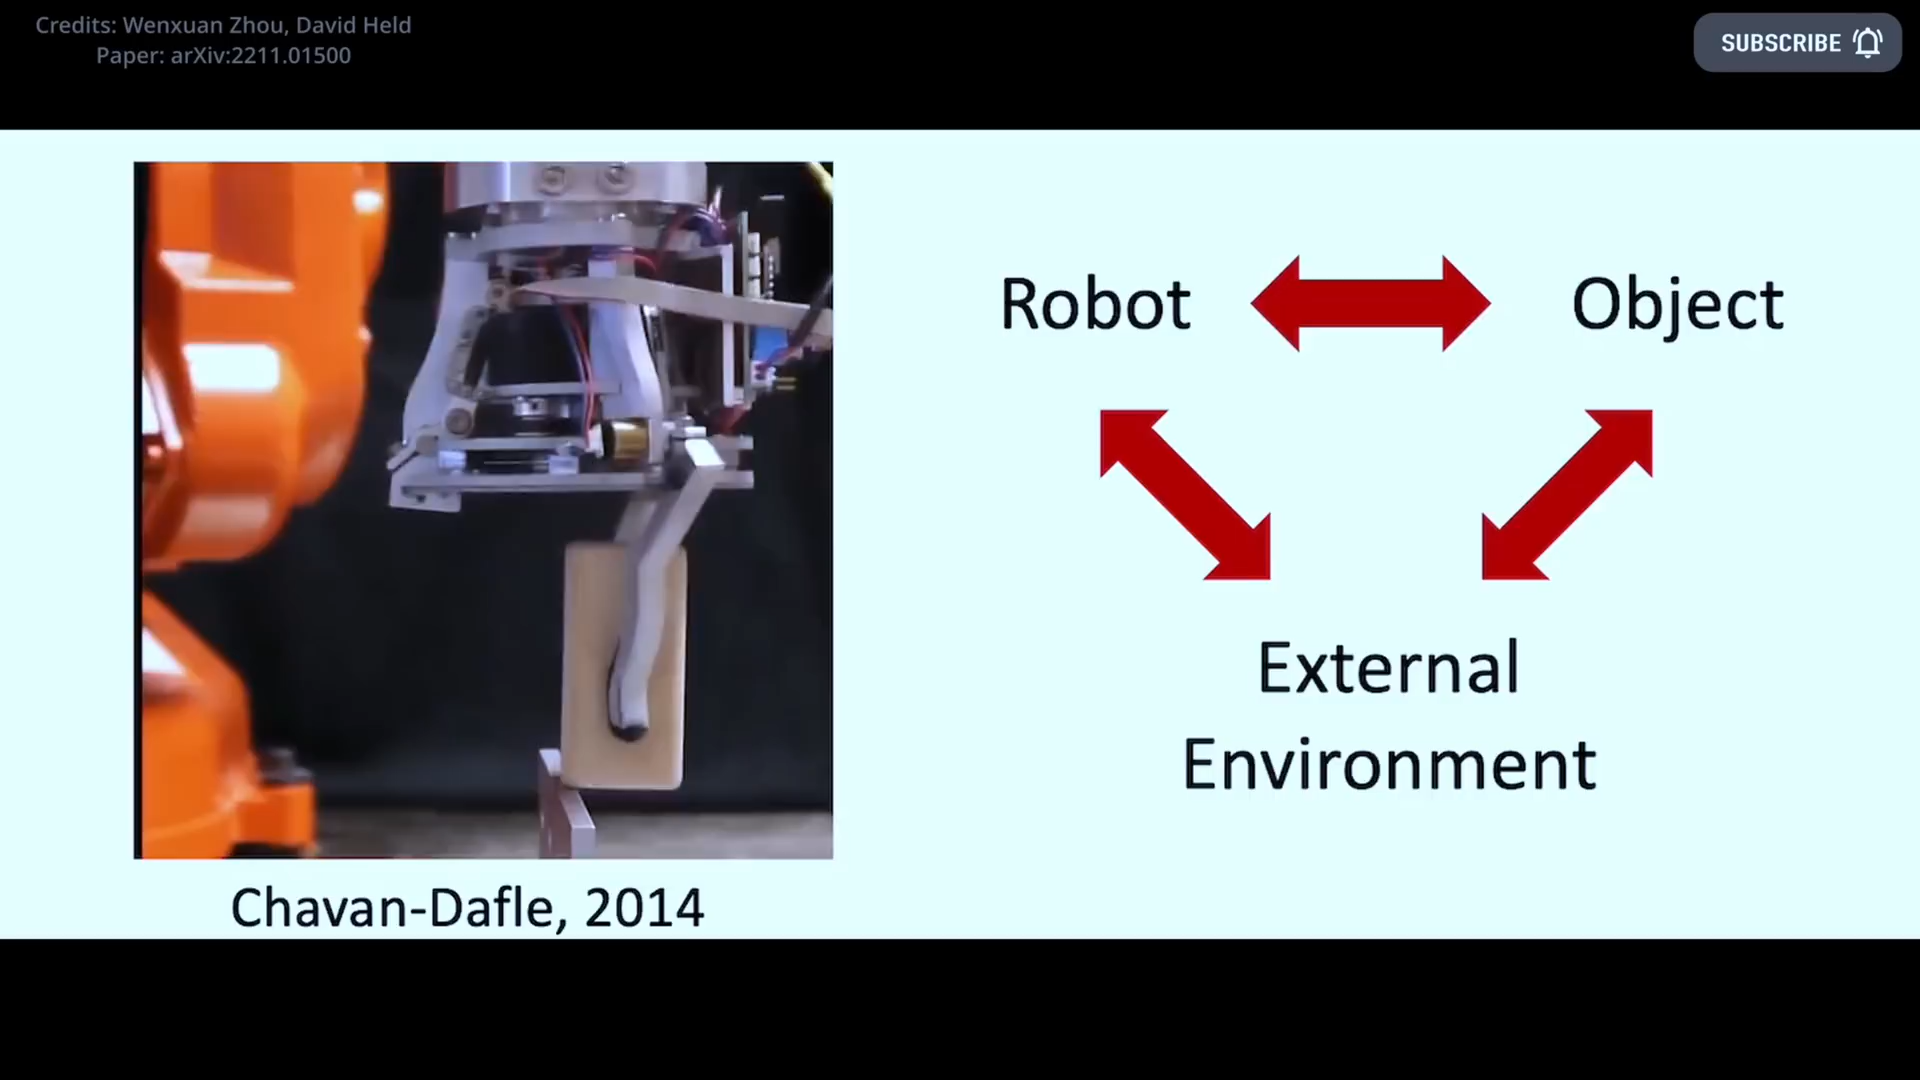 Credits: Wenxuan Zhou, David Held
Paper: arXiv:2211.01500
SUBSCRIBE
Robot
Object
External
Environment
Chavan-Dafle, 2014